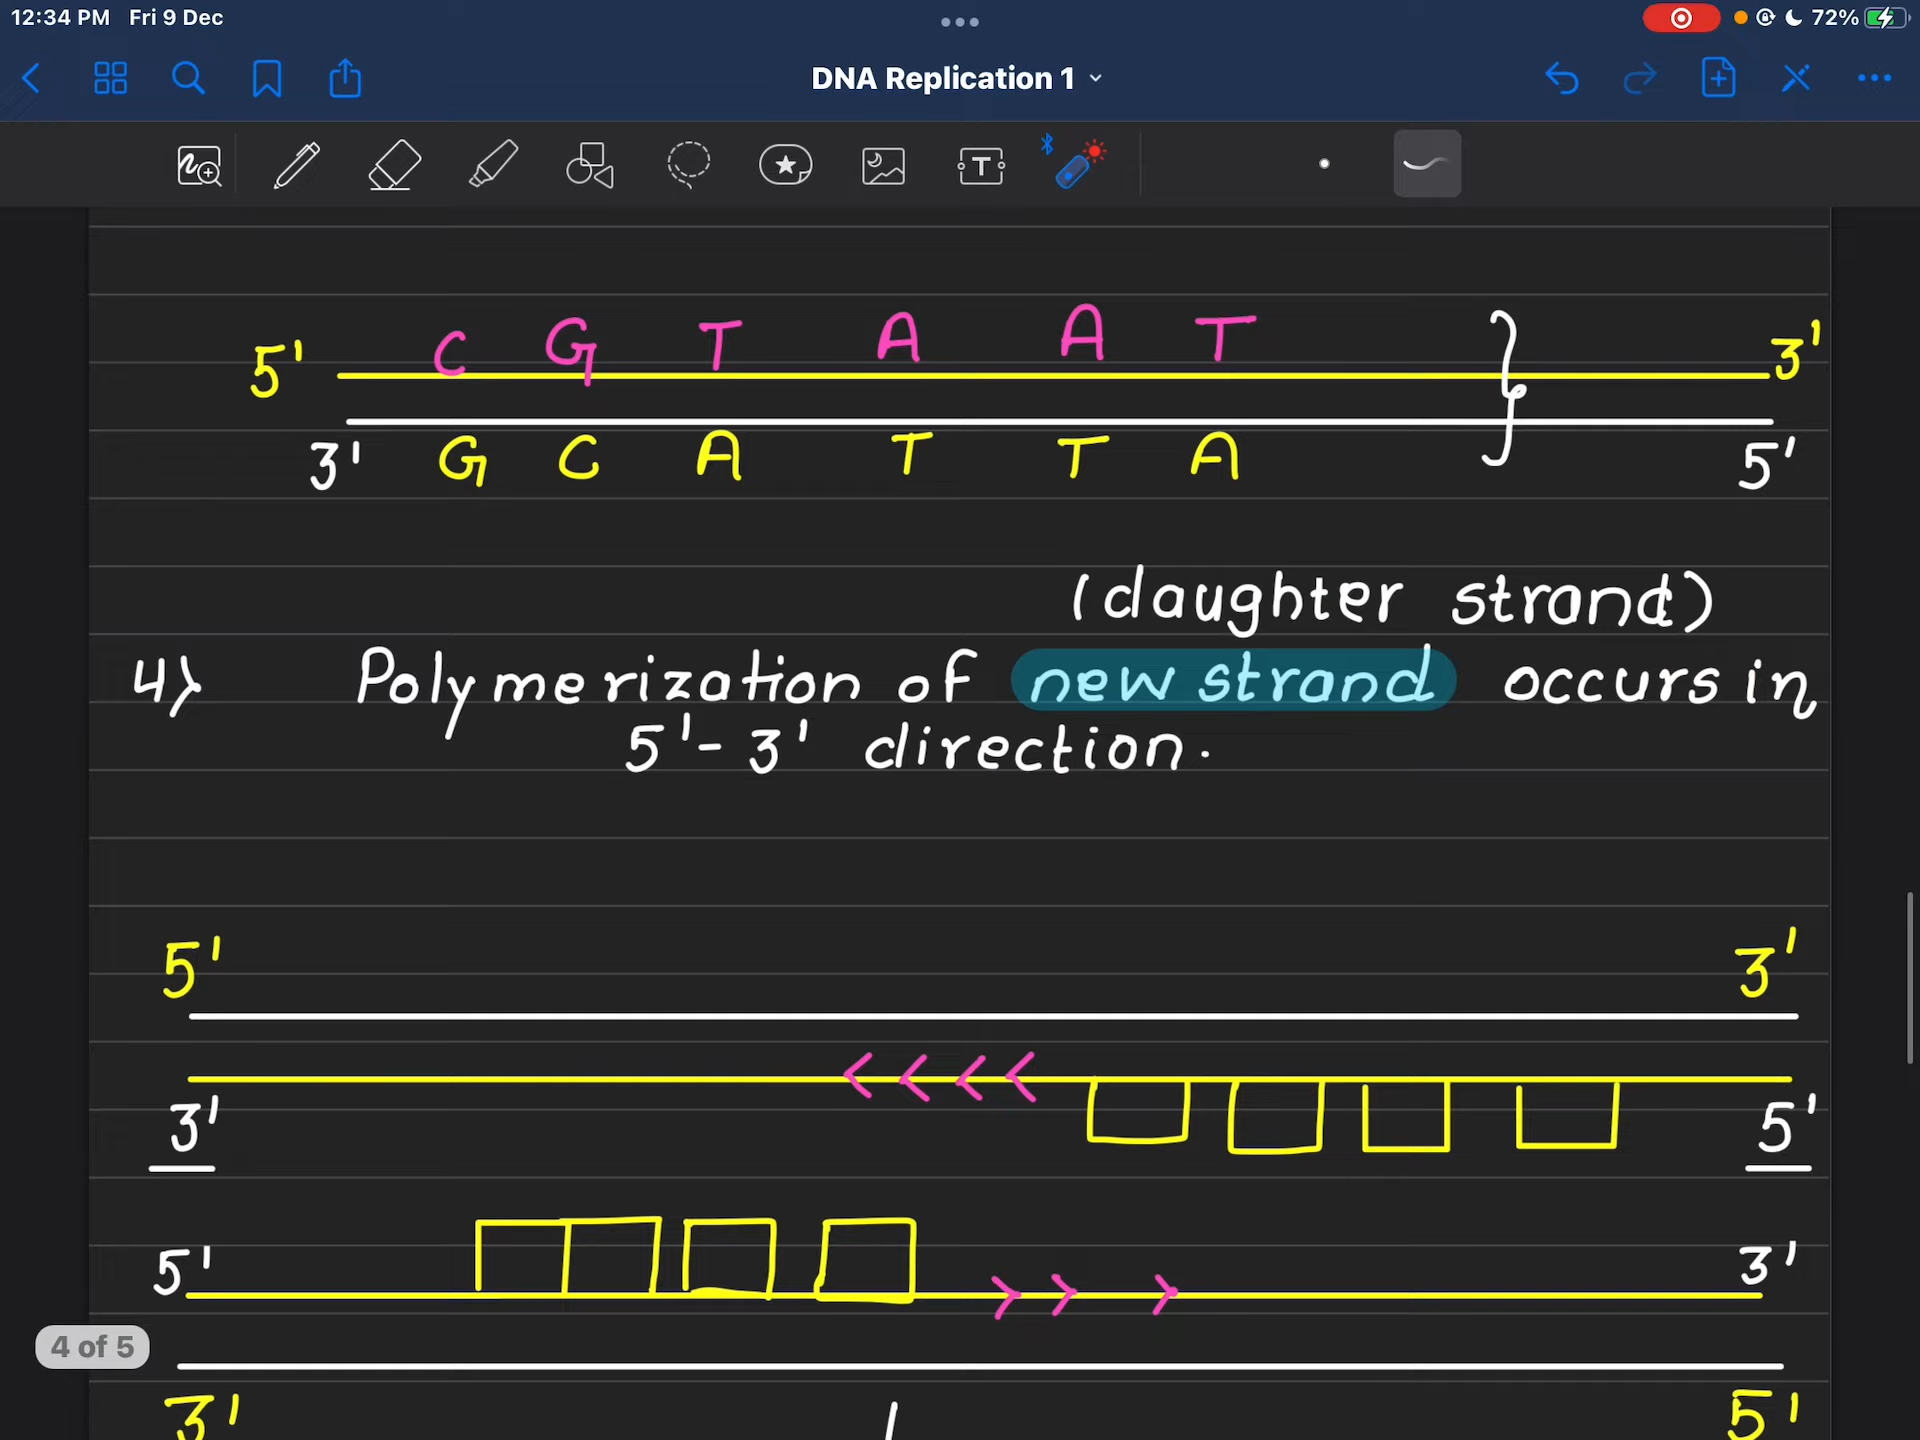 12:34 PM Fri 9 Dec 72%
DNA Replication 1
T
5' C G T A A T 3'
3' G C A T T A 5'
(daughter strand)
4) Polymerization of new strand occurs in
5'- 3' direction.
5' 3'
3' 5'
5' 3'
4 of 5
3' 5'